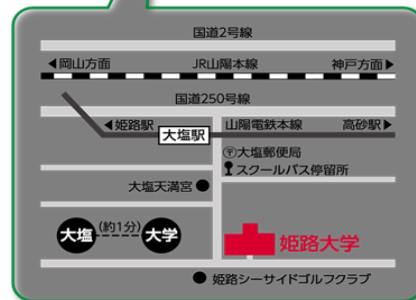 国道2号線
◀岡山方面 JR山陽本線 神戸方面▶
国道250号線
◀姫路駅 大塩駅 山陽電鉄本線 高砂駅▶
〒大塩郵便局
スクールバス停留所
大塩天満宮●
大塩 (約1分) 大学
姫路大学
●姫路シーサイドゴルフクラブ